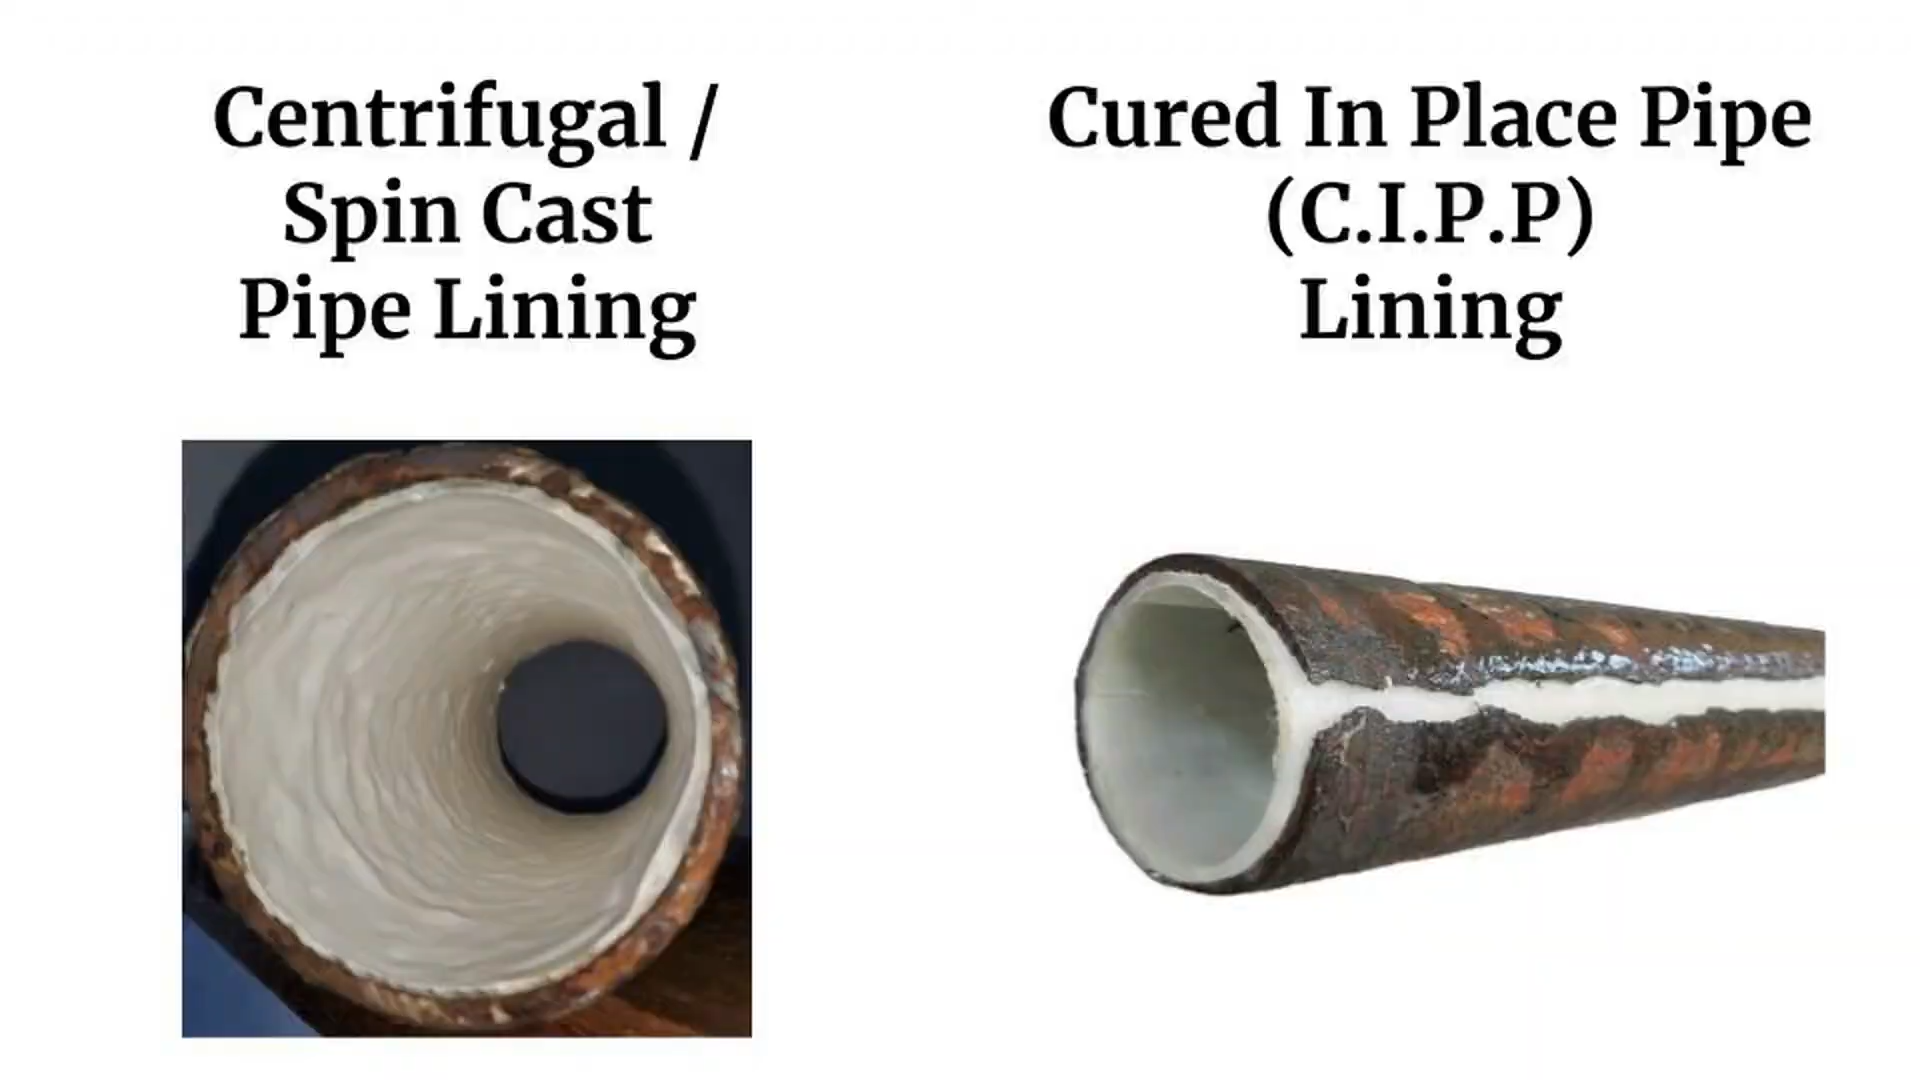 Centrifugal /
Spin Cast
Pipe Lining
Cured In Place Pipe
(C.I.P.P)
Lining